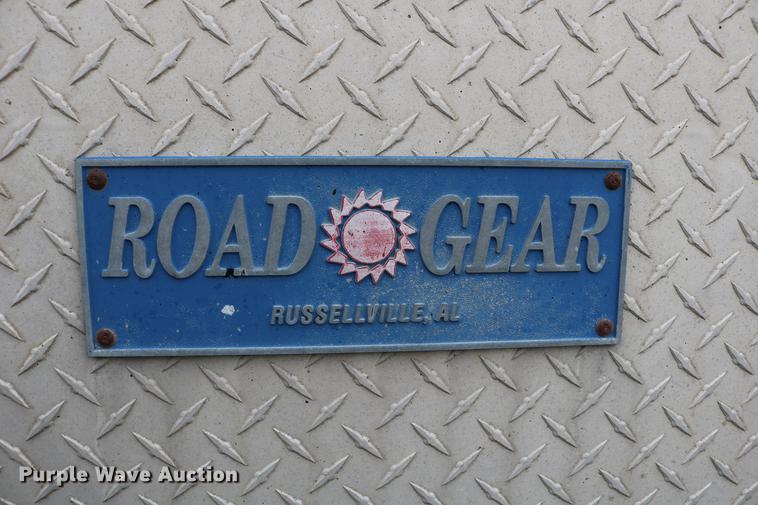 ROAD GEAR
RUSSELLVILLE, AL
Purple Wave Auction